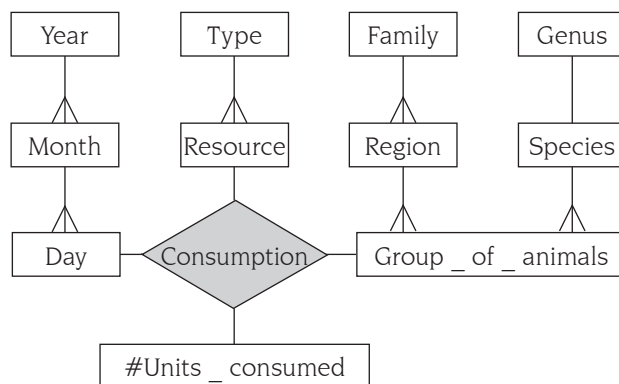 Year Type Family Genus
Month Resource Region Species
Day Consumption Group _ of _ animals
#Units _ consumed